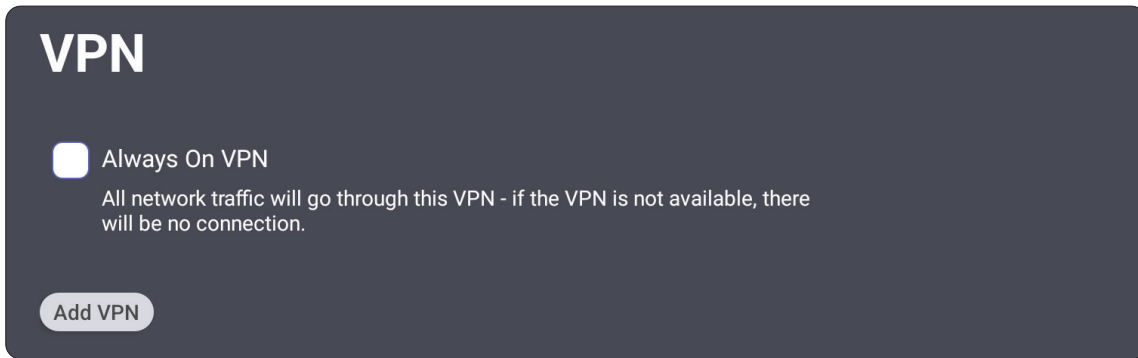 VPN
Always On VPN
All network traffic will go through this VPN - if the VPN is not available, there
will be no connection.
Add VPN